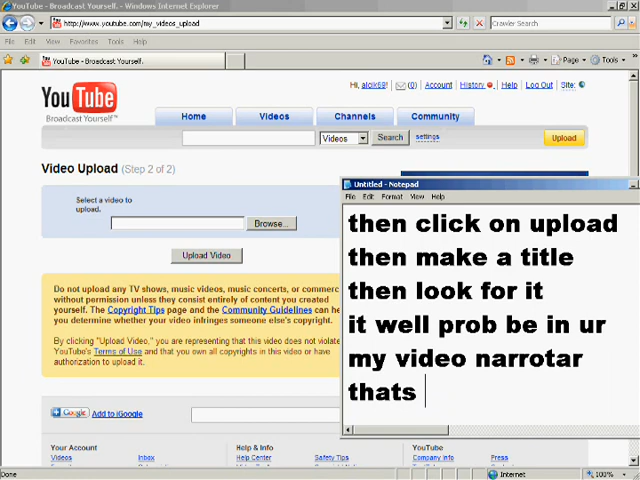 YouTube - Broadcast Yourself. - Windows Internet Explorer
http://www.youtube.com/my_videos_upload
Crawler Search
File Edit View Favorites Tools Help
YouTube - Broadcast Yourself.
Page Tools
Hi, alcik69! (0) Account History Help Log Out Site:
YouTube
Broadcast Yourself™
Home Videos Channels Community
Videos Search settings Upload
Video Upload (Step 2 of 2)
Select a video to
upload.
Browse...
Upload Video
Do not upload any TV shows, music videos, music concerts, or commerc
without permission unless they consist entirely of content you created
yourself. The Copyright Tips page and the Community Guidelines can he
you determine whether your video infringes someone else's copyright.
By clicking "Upload Video," you are representing that this video does not violate
YouTube's Terms of Use and that you own all copyrights in this video or have
authorization to upload it.
Untitled - Notepad
File Edit Format View Help
then click on upload
then make a title
then look for it
it well prob be in ur
my video narrotar
thats
Google Add to iGoogle
Your Account Help & Info YouTube
Videos Inbox Help Center Safety Tips Company Info Press
Done Internet 100%